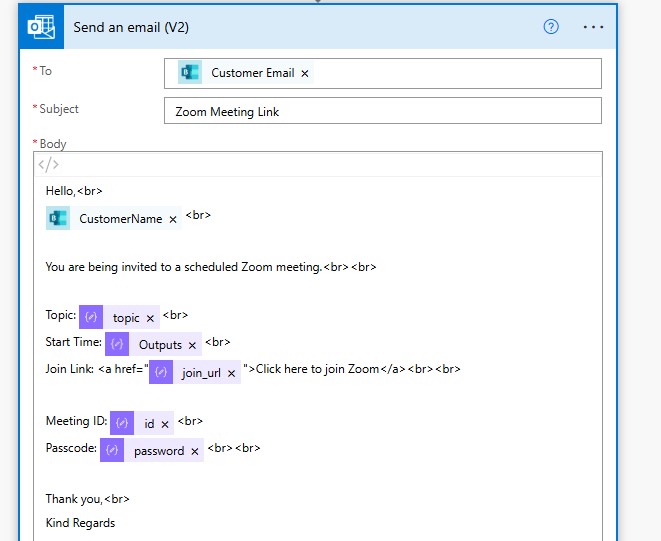 Send an email (V2)
* To
Customer Email ×
* Subject
Zoom Meeting Link
* Body
</>
Hello,<br>
CustomerName × <br>
You are being invited to a scheduled Zoom meeting.<br><br>
Topic: topic × <br>
Start Time: Outputs × <br>
Join Link: <a href=" join_url × ">Click here to join Zoom</a><br><br>
Meeting ID: id × <br>
Passcode: password × <br><br>
Thank you,<br>
Kind Regards